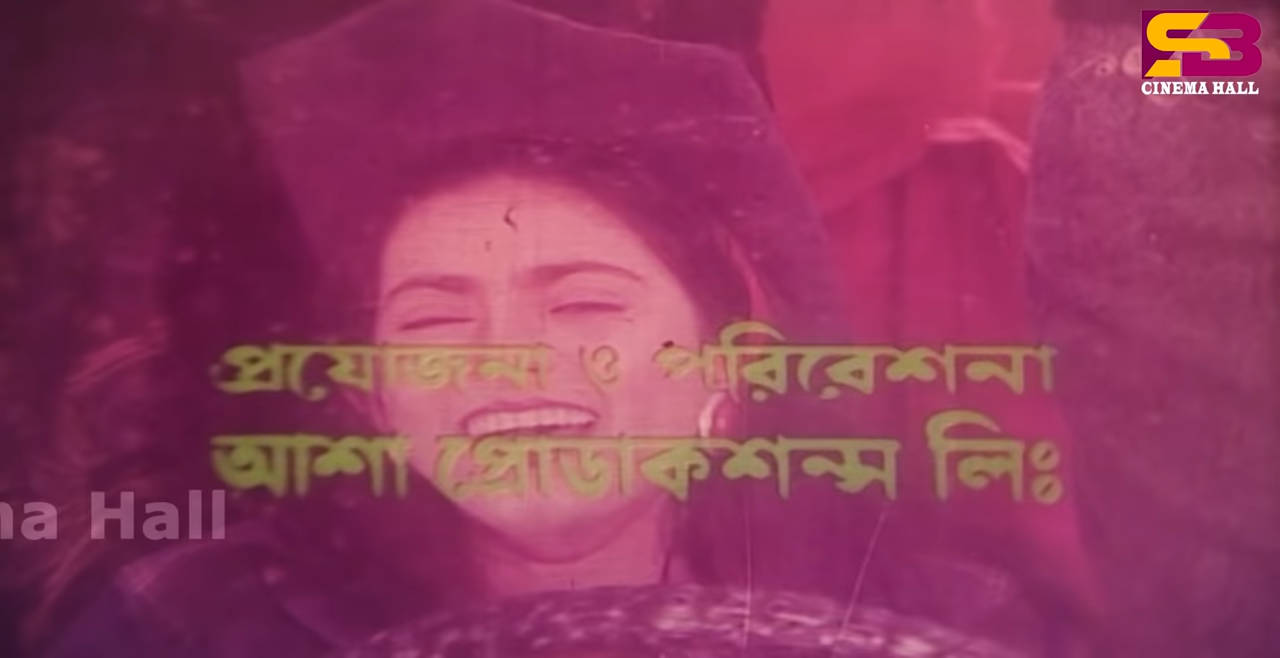 SB
CINEMA HALL
প্রযোজনা ও পরিবেশনা
আশা প্রোডাকশন্স লিঃ
na Hall